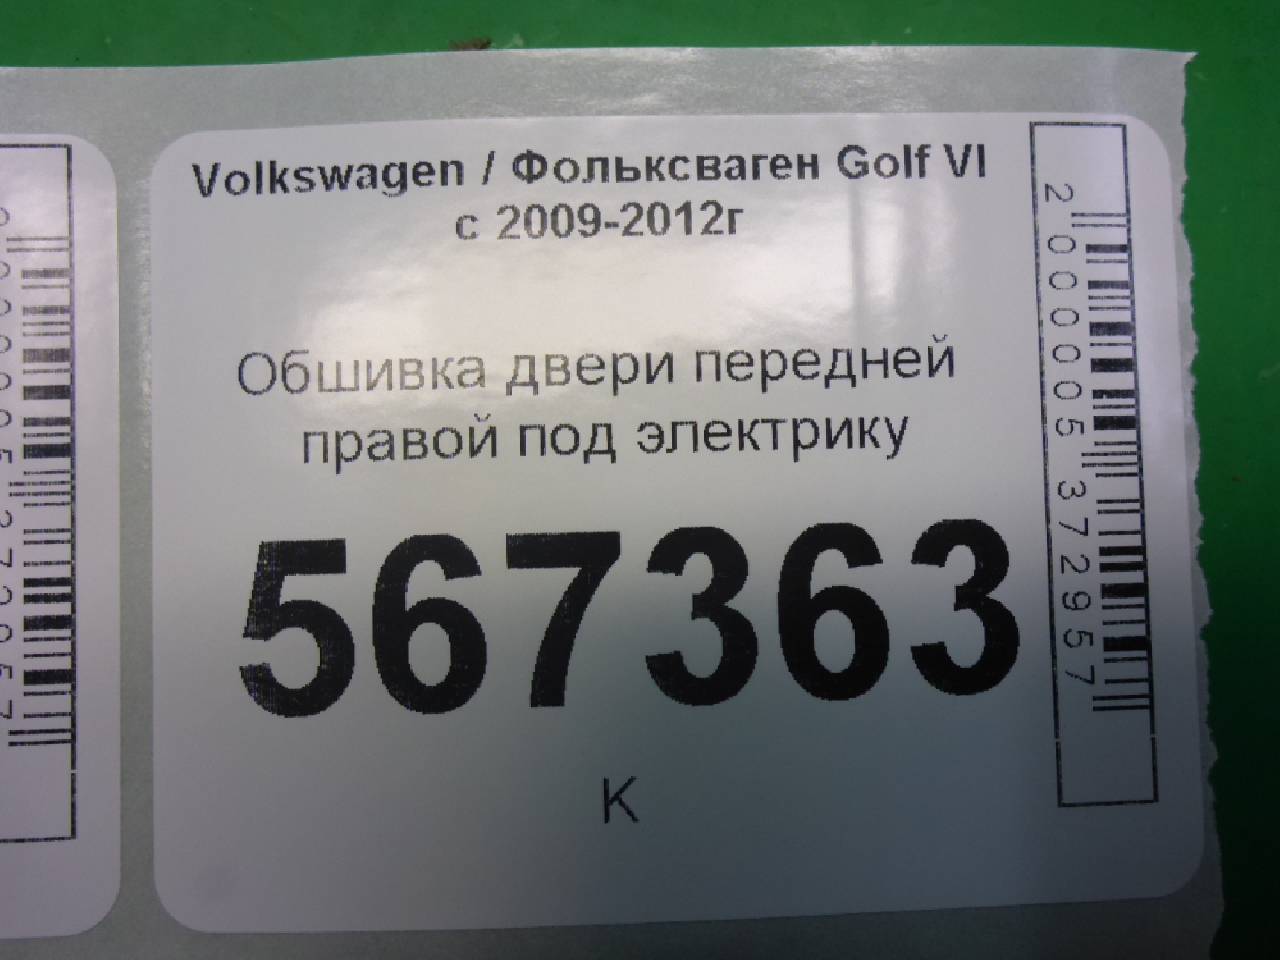 Volkswagen / Фольксваген Golf VI
с 2009-2012г
Обшивка двери передней
правой под электрику
567363
К
2000005372957